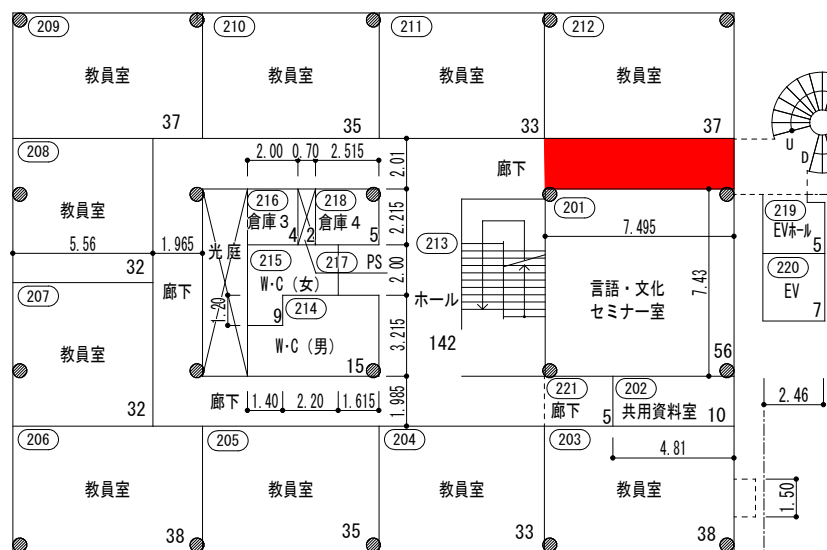 209
210
211
212
教員室
教員室
教員室
教員室
37
35
33
37
U
D
208
教員室
5.56
1.965
32
廊下
2.00
0.70
2.515
2.01
廊下
216
倉庫3
4
2
218
倉庫4
5
2.215
光庭
215
W・C(女)
217
PS
2.00
1.20
9
214
W・C(男)
15
3.215
213
ホール
142
201
7.495
7.43
言語・文化
セミナー室
56
219
EVホール
5
220
EV
7
207
教員室
32
廊下
1.40
2.20
1.615
1.985
221
廊下
5
202
共用資料室
10
4.81
2.46
1.50
206
205
204
203
教員室
教員室
教員室
教員室
38
35
33
38